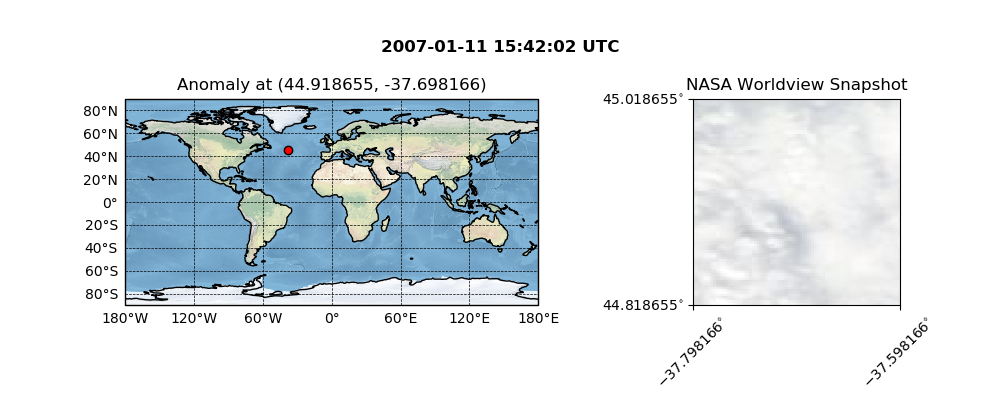 2007-01-11 15:42:02 UTC
Anomaly at (44.918655, -37.698166)
80°N
60°N
40°N
20°N
0°
20°S
40°S
60°S
80°S
180°W 120°W 60°W 0° 60°E 120°E 180°E
NASA Worldview Snapshot
45.018655°
44.818655°
−37.798166° −37.598166°